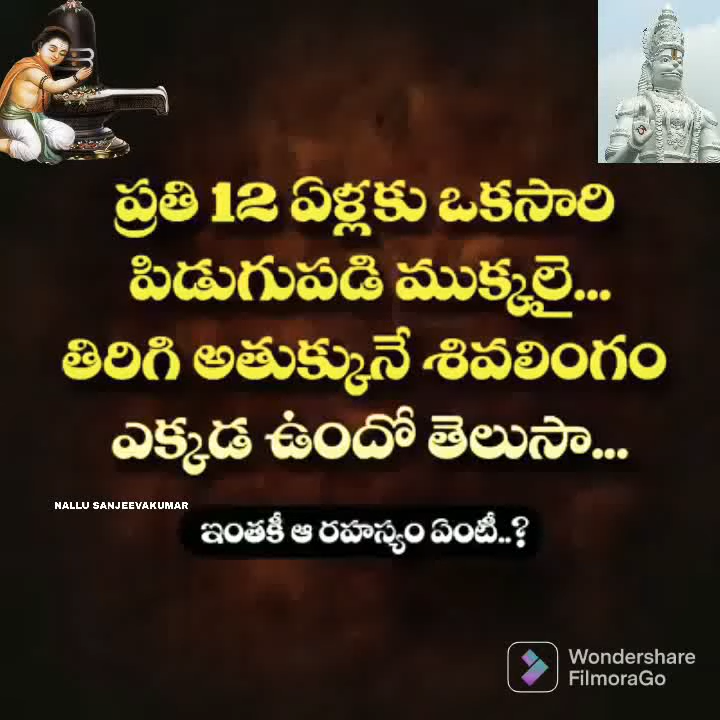 ప్రతి 12 ఏళ్లకు ఒకసారి
పిడుగుపడి ముక్కలై...
తిరిగి అతుక్కునే శివలింగం
ఎక్కడ ఉందో తెలుసా...
NALLU SANJEEVAKUMAR
ఇంతకీ ఆ రహస్యం ఏంటీ..?
Wondershare
FilmoraGo